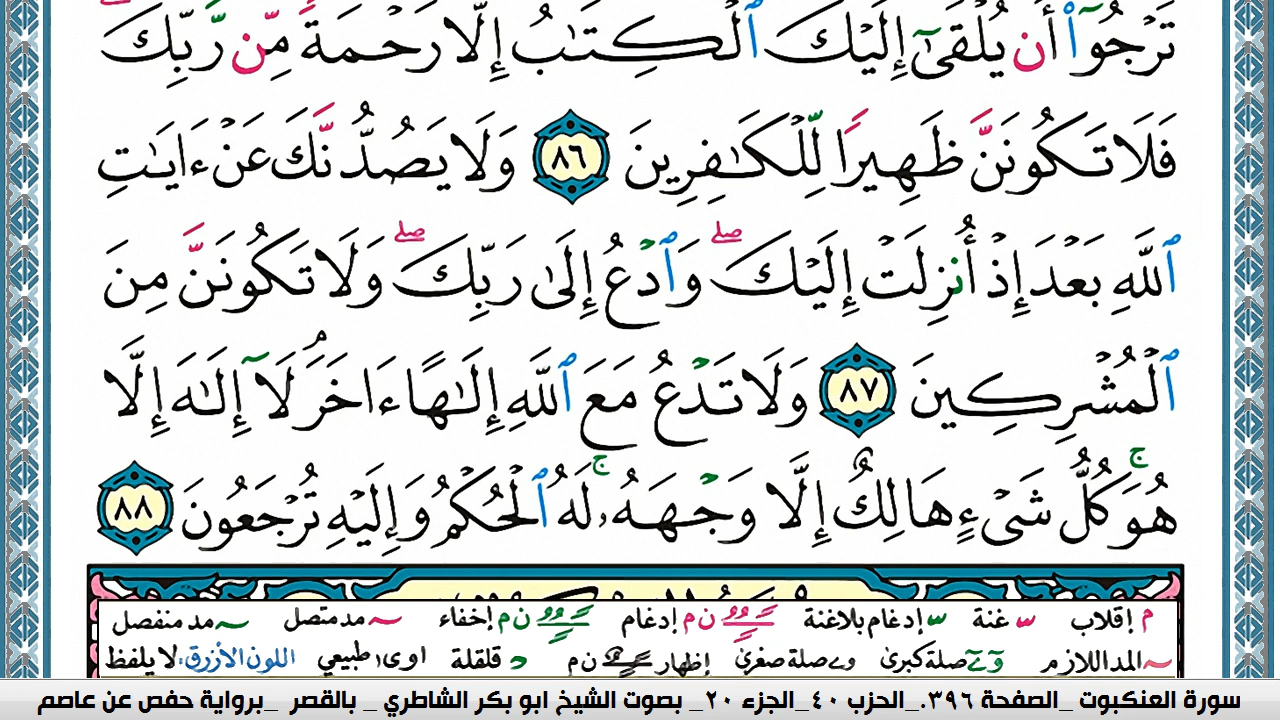 تَرْجُوٓا۟ أَن يُلْقَىٰٓ إِلَيْكَ ٱلْكِتَٰبُ إِلَّا رَحْمَةً مِّن رَّبِّكَ
فَلَا تَكُونَنَّ ظَهِيرًا لِّلْكَٰفِرِينَ ٨٦ وَلَا يَصُدُّنَّكَ عَنْ ءَايَٰتِ
ٱللَّهِ بَعْدَ إِذْ أُنزِلَتْ إِلَيْكَ ۖ وَٱدْعُ إِلَىٰ رَبِّكَ ۖ وَلَا تَكُونَنَّ مِنَ
ٱلْمُشْرِكِينَ ٨٧ وَلَا تَدْعُ مَعَ ٱللَّهِ إِلَٰهًا ءَاخَرَ ۘ لَآ إِلَٰهَ إِلَّا
هُوَ ۚ كُلُّ شَىْءٍ هَالِكٌ إِلَّا وَجْهَهُۥ ۚ لَهُ ٱلْحُكْمُ وَإِلَيْهِ تُرْجَعُونَ ٨٨
م إقلاب غنة إدغام بلاغنة ن م إدغام ن م إخفاء مد متصل مد منفصل
المد اللازم صلة كبرى صلة صغرى إظهار ن م قلقلة اوى طبيعي اللون الأزرق: لا يلفظ
سورة العنكبوت _الصفحة ٣٩٦._الحزب ٤٠_الجزء ٢٠_ بصوت الشيخ ابو بكر الشاطري _ بالقصر _برواية حفص عن عاصم